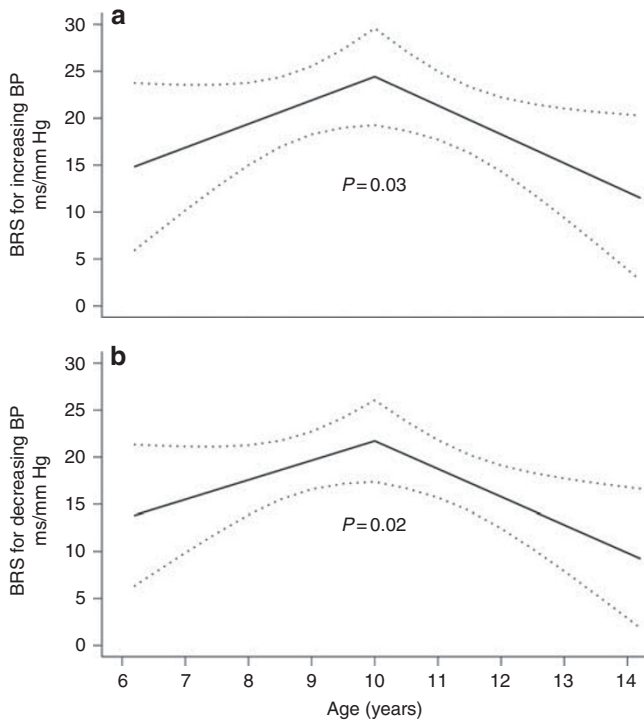 a
BRS for increasing BP
ms/mm Hg
30
25
20
15
10
5
0
P=0.03
b
BRS for decreasing BP
ms/mm Hg
30
25
20
15
10
5
0
P=0.02
6 7 8 9 10 11 12 13 14
Age (years)